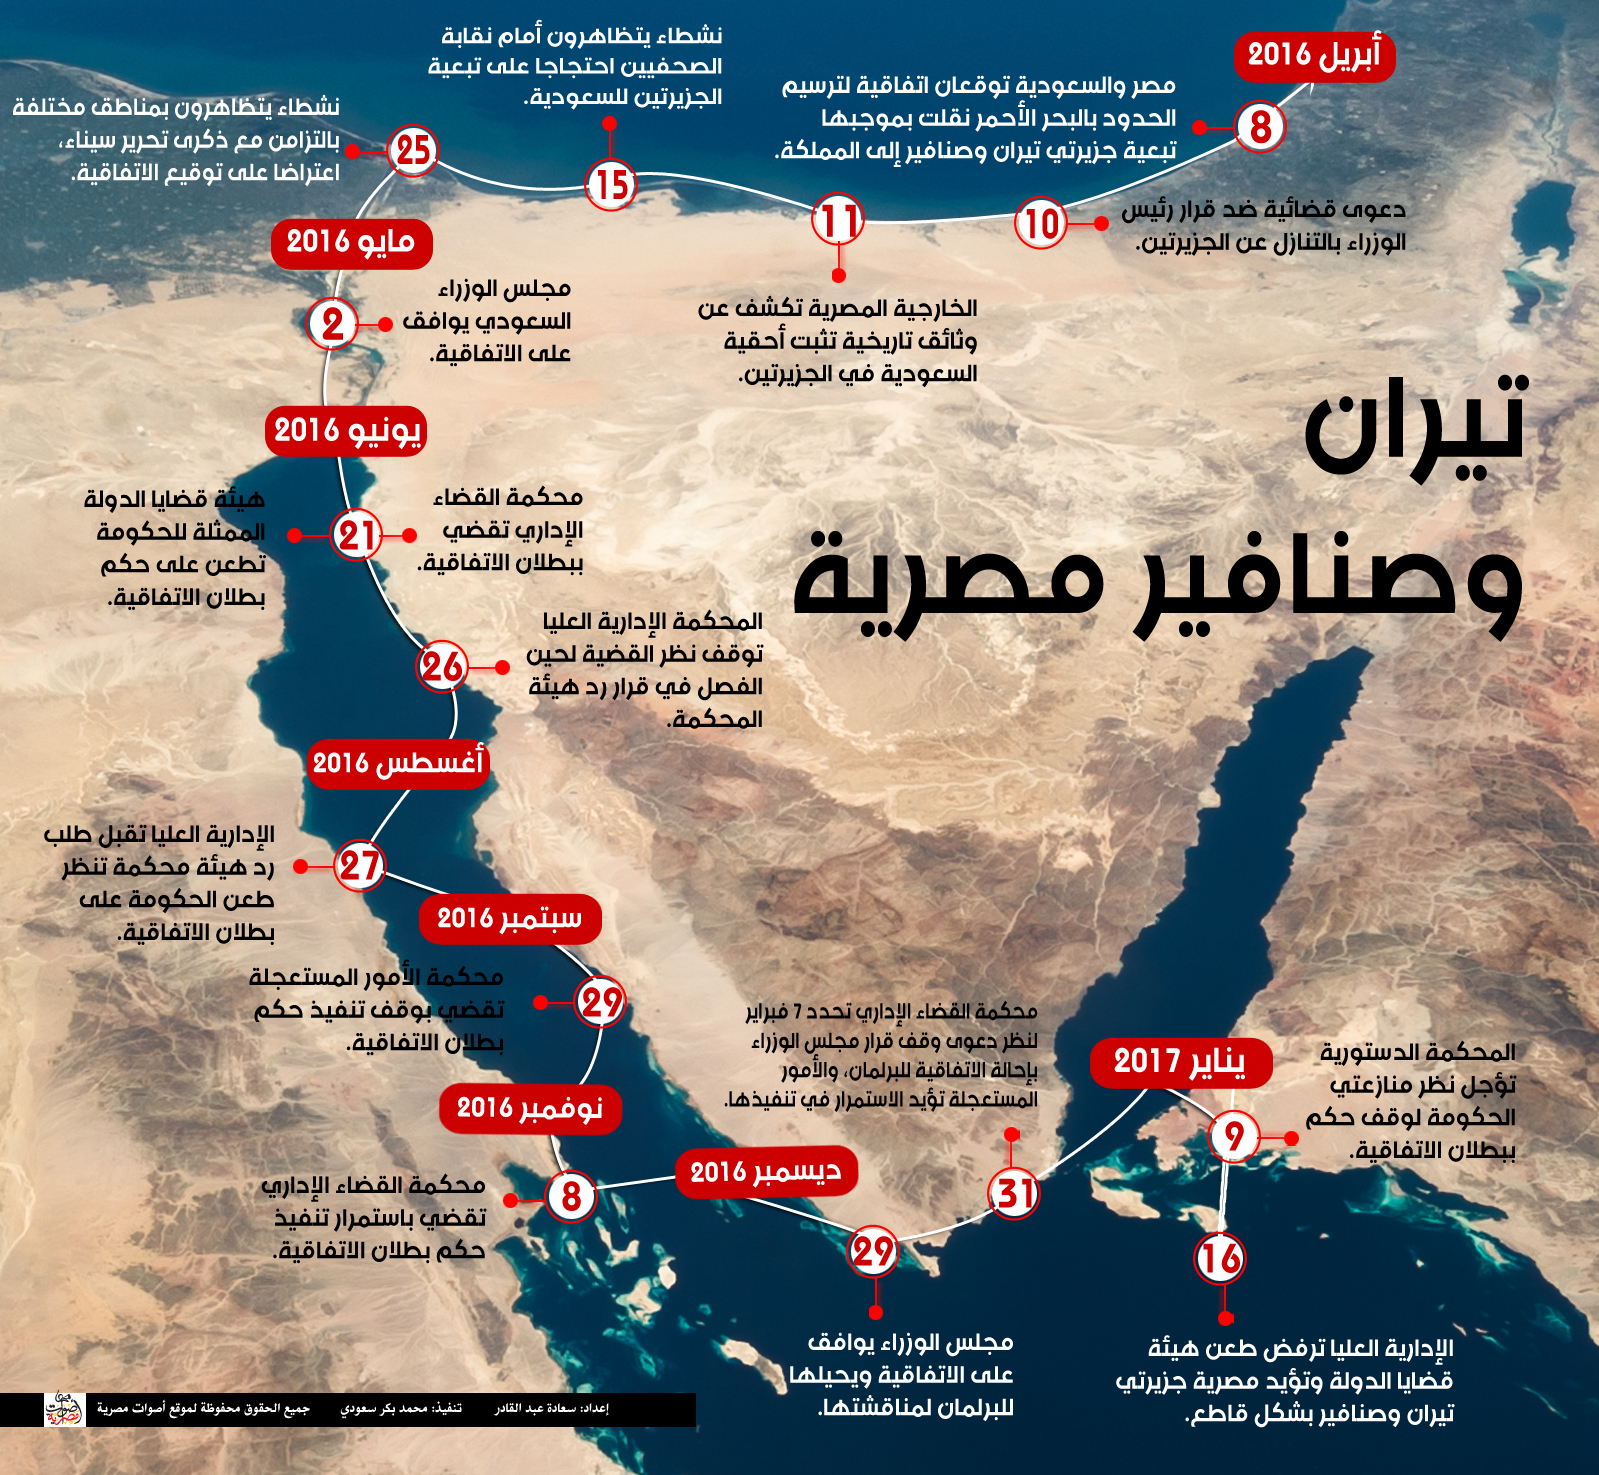 تيران
وصنافير مصرية
أبريل 2016
8
مصر والسعودية توقعان اتفاقية لترسيم
الحدود بالبحر الأحمر نقلت بموجبها
تبعية جزيرتي تيران وصنافير إلى المملكة.
10
دعوى قضائية ضد قرار رئيس
الوزراء بالتنازل عن الجزيرتين.
11
الخارجية المصرية تكشف عن
وثائق تاريخية تثبت أحقية
السعودية في الجزيرتين.
15
نشطاء يتظاهرون أمام نقابة
الصحفيين احتجاجا على تبعية
الجزيرتين للسعودية.
25
نشطاء يتظاهرون بمناطق مختلفة
بالتزامن مع ذكرى تحرير سيناء،
اعتراضا على توقيع الاتفاقية.
مايو 2016
2
مجلس الوزراء
السعودي يوافق
على الاتفاقية.
يونيو 2016
21
محكمة القضاء
الإداري تقضي
ببطلان الاتفاقية.
هيئة قضايا الدولة
الممثلة للحكومة
تطعن على حكم
بطلان الاتفاقية.
26
المحكمة الإدارية العليا
توقف نظر القضية لحين
الفصل في قرار رد هيئة
المحكمة.
أغسطس 2016
27
الإدارية العليا تقبل طلب
رد هيئة محكمة تنظر
طعن الحكومة على
بطلان الاتفاقية.
سبتمبر 2016
29
محكمة الأمور المستعجلة
تقضي بوقف تنفيذ حكم
بطلان الاتفاقية.
نوفمبر 2016
8
محكمة القضاء الإداري
تقضي باستمرار تنفيذ
حكم بطلان الاتفاقية.
ديسمبر 2016
29
مجلس الوزراء يوافق
على الاتفاقية ويحيلها
للبرلمان لمناقشتها.
31
محكمة القضاء الإداري تحدد 7 فبراير
لنظر دعوى وقف قرار مجلس الوزراء
بإحالة الاتفاقية للبرلمان، والأمور
المستعجلة تؤيد الاستمرار في تنفيذها.
يناير 2017
9
المحكمة الدستورية
تؤجل نظر منازعتي
الحكومة لوقف حكم
ببطلان الاتفاقية.
16
الإدارية العليا ترفض طعن هيئة
قضايا الدولة وتؤيد مصرية جزيرتي
تيران وصنافير بشكل قاطع.
إعداد: سعادة عبد القادر تنفيذ: محمد بكر سعودي جميع الحقوق محفوظة لموقع أصوات مصرية
أصوات مصرية